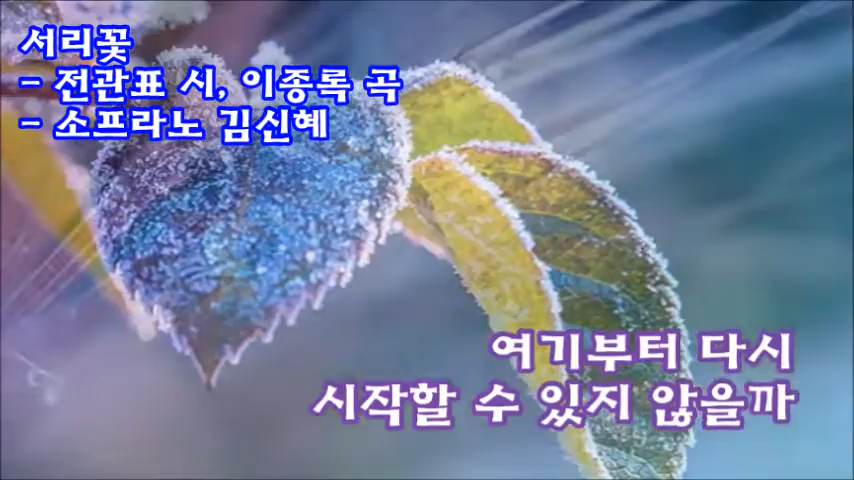 서리꽃
- 전관표 시, 이종록 곡
- 소프라노 김신혜
여기부터 다시
시작할 수 있지 않을까